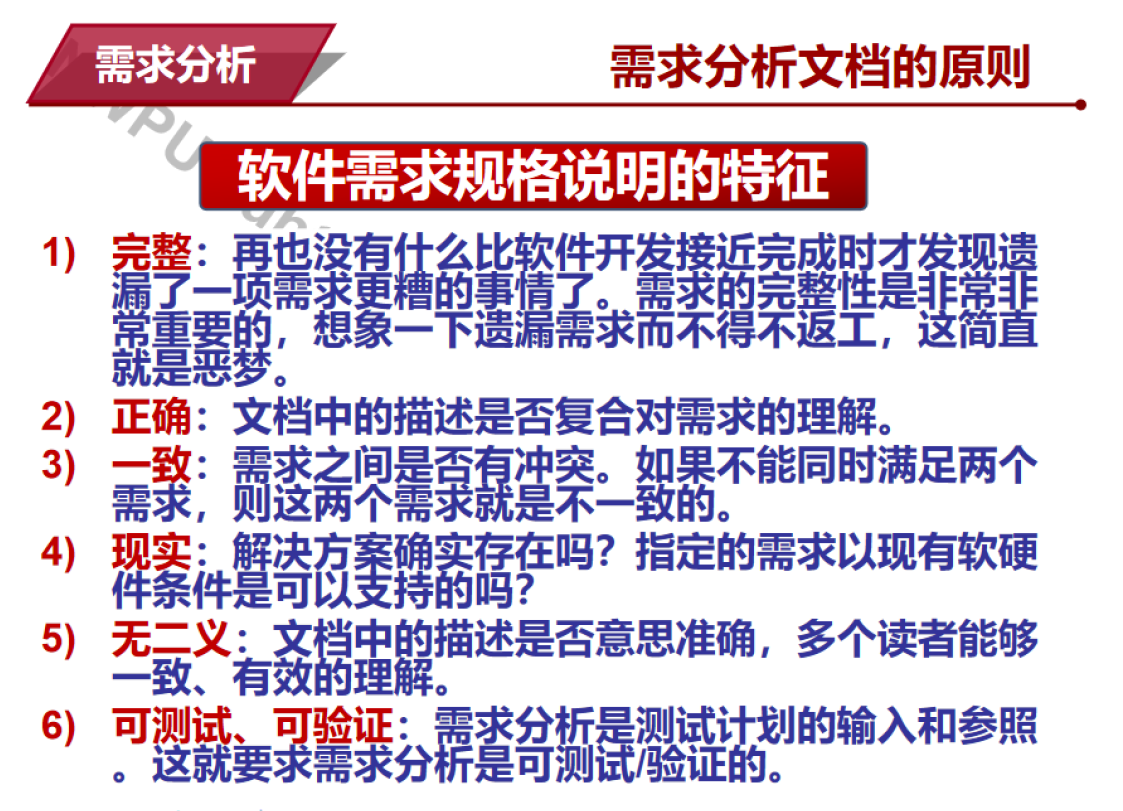 需求分析
需求分析文档的原则
软件需求规格说明的特征
1) 完整：再也没有什么比软件开发接近完成时才发现遗
漏了一项需求更糟的事情了。需求的完整性是非常非
常重要的，想象一下遗漏需求而不得不返工，这简直
就是恶梦。
2) 正确：文档中的描述是否复合对需求的理解。
3) 一致：需求之间是否有冲突。如果不能同时满足两个
需求，则这两个需求就是不一致的。
4) 现实：解决方案确实存在吗？指定的需求以现有软硬
件条件是可以支持的吗？
5) 无二义：文档中的描述是否意思准确，多个读者能够
一致、有效的理解。
6) 可测试、可验证：需求分析是测试计划的输入和参照
。这就要求需求分析是可测试/验证的。